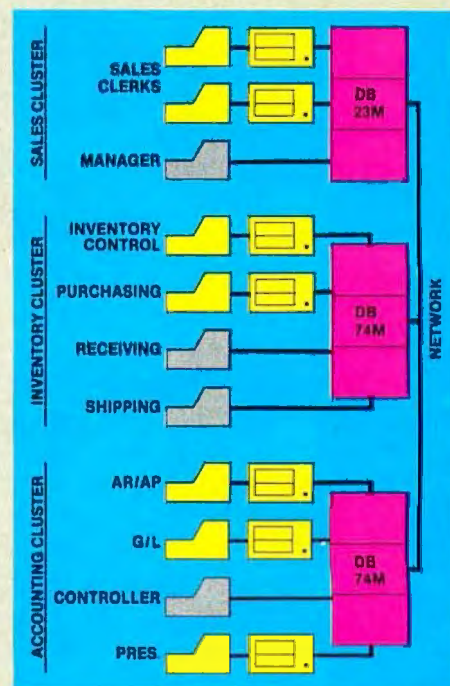 SALES CLUSTER
SALES
CLERKS
MANAGER
DB
23M
INVENTORY CLUSTER
INVENTORY
CONTROL
PURCHASING
RECEIVING
SHIPPING
DB
74M
NETWORK
ACCOUNTING CLUSTER
AR/AP
G/L
CONTROLLER
PRES.
DB
74M